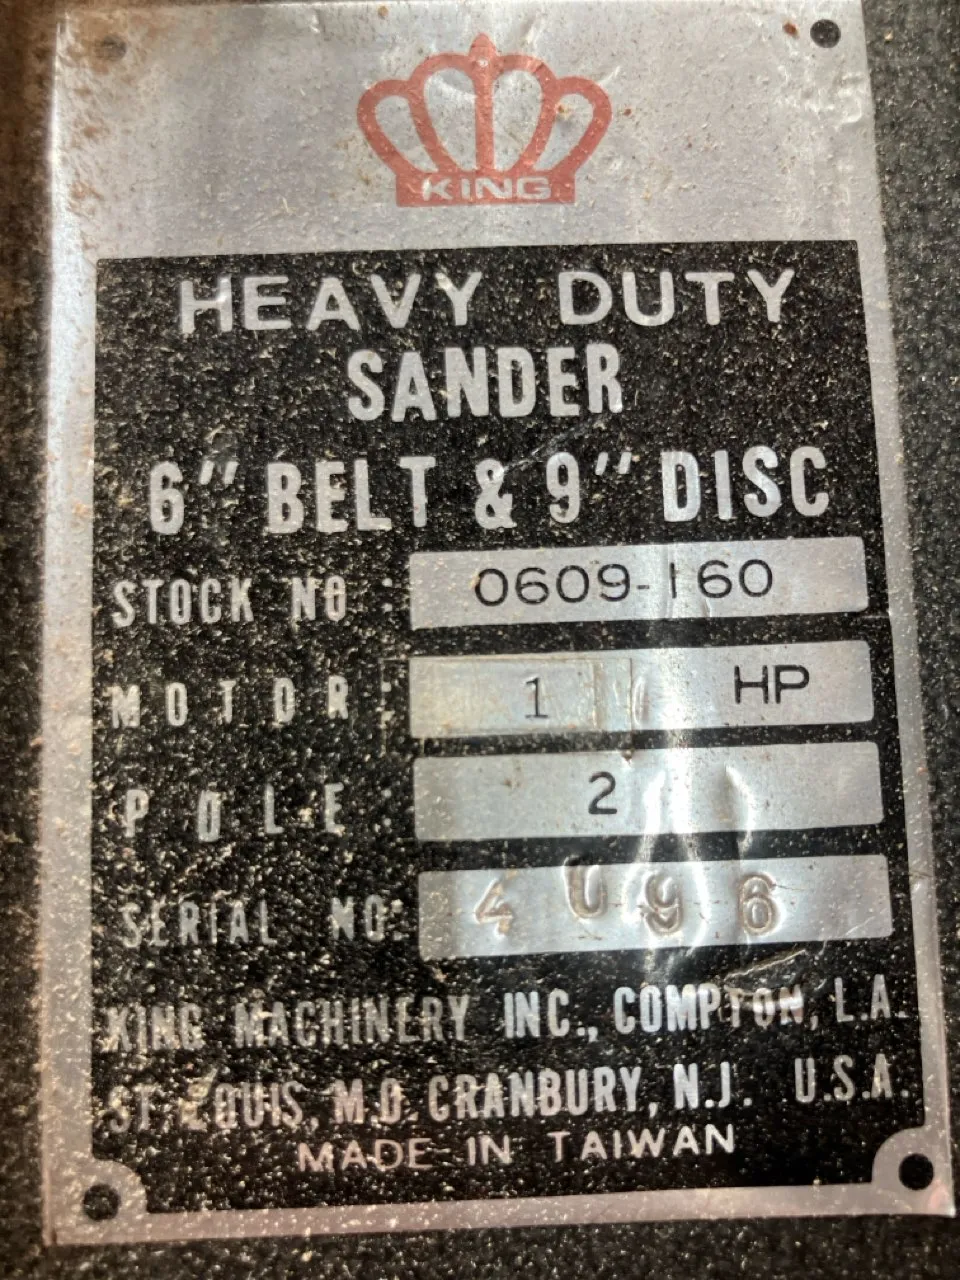 KING
HEAVY DUTY
SANDER
6" BELT & 9" DISC
STOCK NO : 0609-160
MOTOR : 1 HP
POLE : 2
SERIAL NO: 4096
KING MACHINERY INC., COMPTON, L.A.
ST. LOUIS, M.O. CRANBURY, N.J. U.S.A.
MADE IN TAIWAN